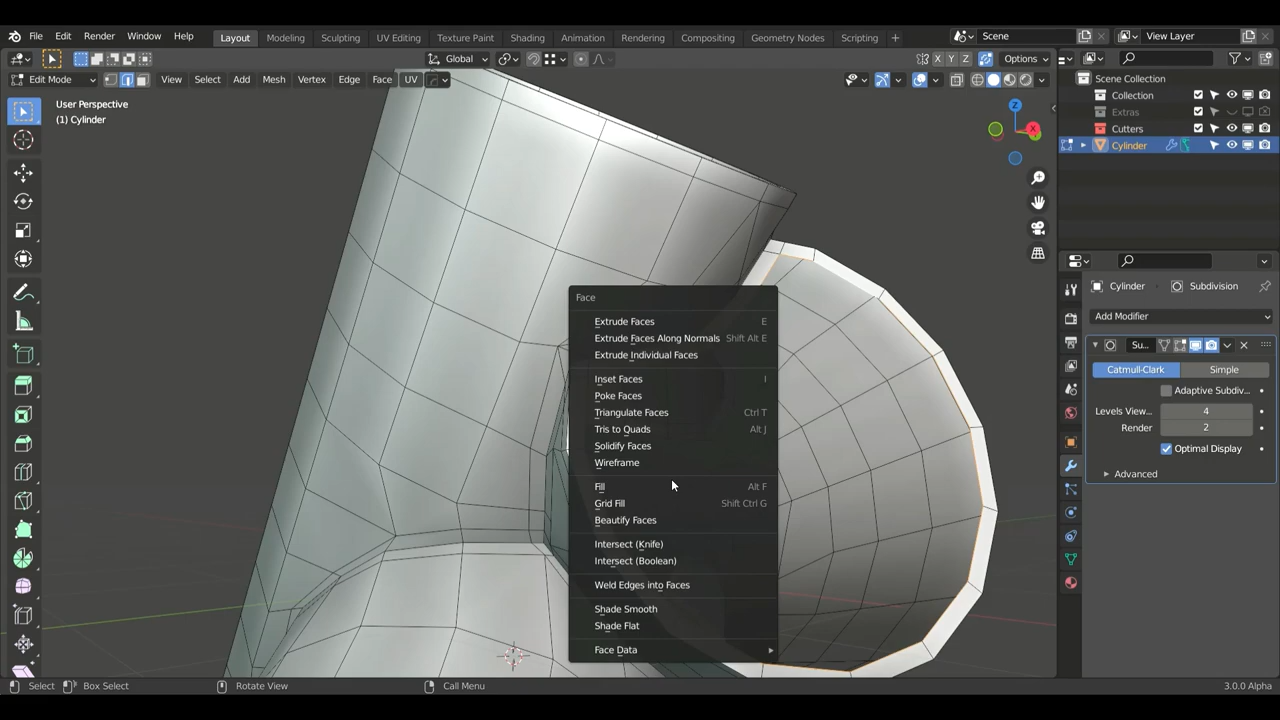 File Edit Render Window Help Layout Modeling Sculpting UV Editing Texture Paint Shading Animation Rendering Compositing Geometry Nodes Scripting + Scene View Layer
Global X Y Z Options
Edit Mode View Select Add Mesh Vertex Edge Face UV
User Perspective
(1) Cylinder
Z
X
Scene Collection
Collection
Extras
Cutters
Cylinder
Face
Extrude Faces E
Extrude Faces Along Normals Shift Alt E
Extrude Individual Faces
Inset Faces I
Poke Faces
Triangulate Faces Ctrl T
Tris to Quads Alt J
Solidify Faces
Wireframe
Fill Alt F
Grid Fill Shift Ctrl G
Beautify Faces
Intersect (Knife)
Intersect (Boolean)
Weld Edges into Faces
Shade Smooth
Shade Flat
Face Data
Cylinder Subdivision
Add Modifier
Su...
Catmull-Clark Simple
Adaptive Subdiv...
Levels View... 4
Render 2
Optimal Display
Advanced
Select Box Select Rotate View Call Menu 3.0.0 Alpha